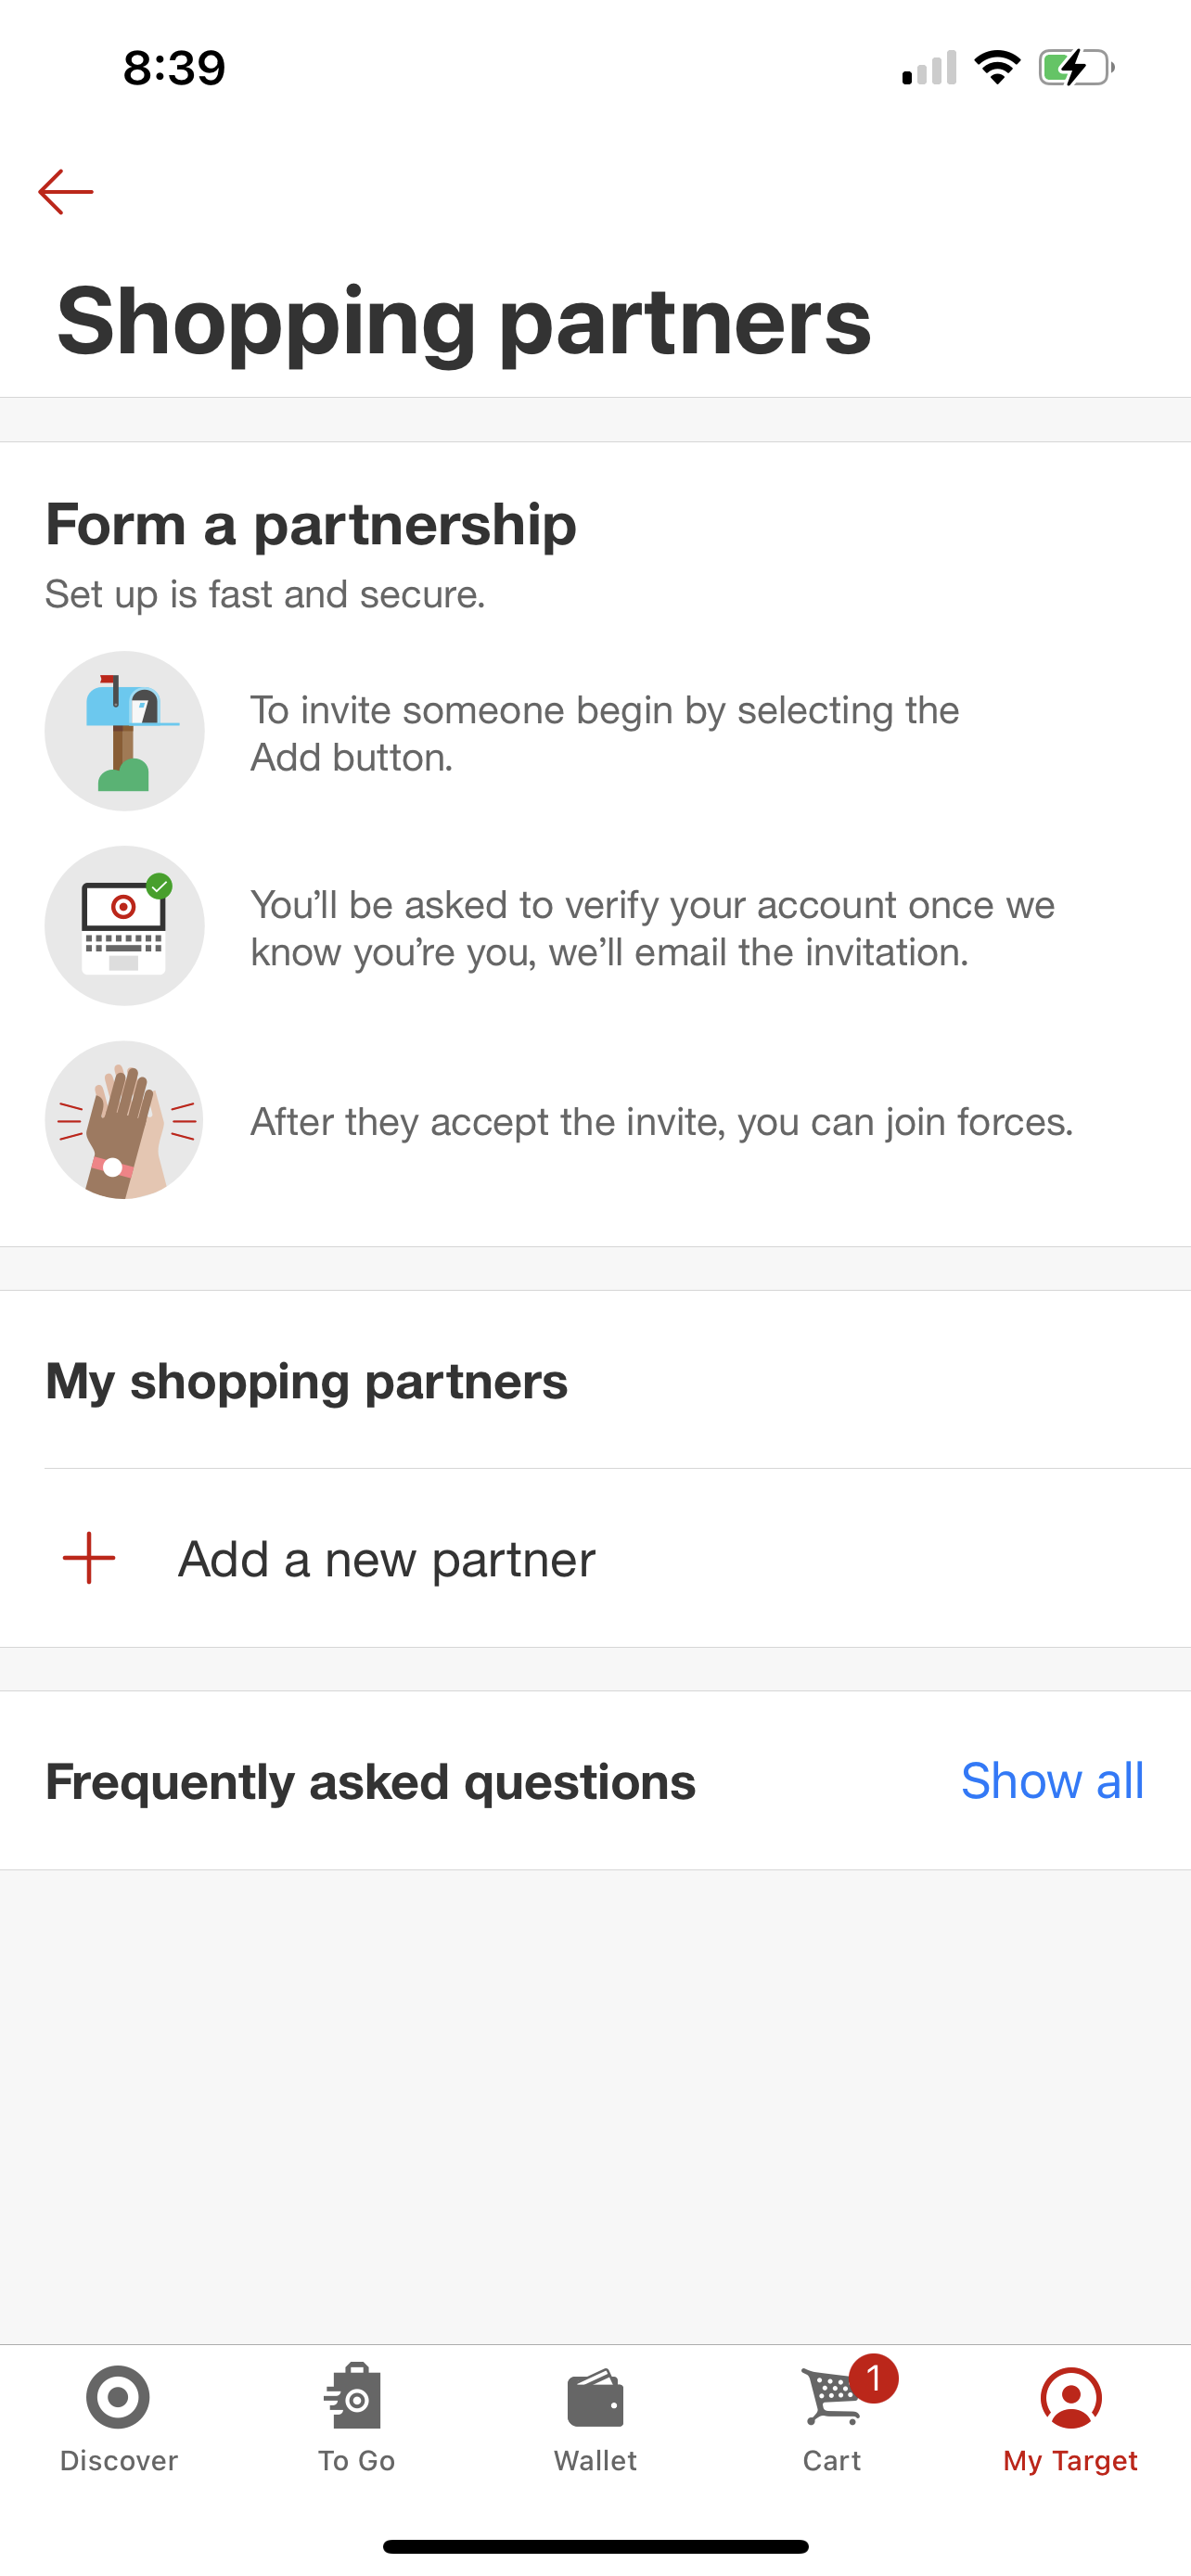 8:39
Shopping partners
Form a partnership
Set up is fast and secure.
To invite someone begin by selecting the
Add button.
You’ll be asked to verify your account once we
know you’re you, we’ll email the invitation.
After they accept the invite, you can join forces.
My shopping partners
Add a new partner
Frequently asked questions
Show all
1
Discover
To Go
Wallet
Cart
My Target